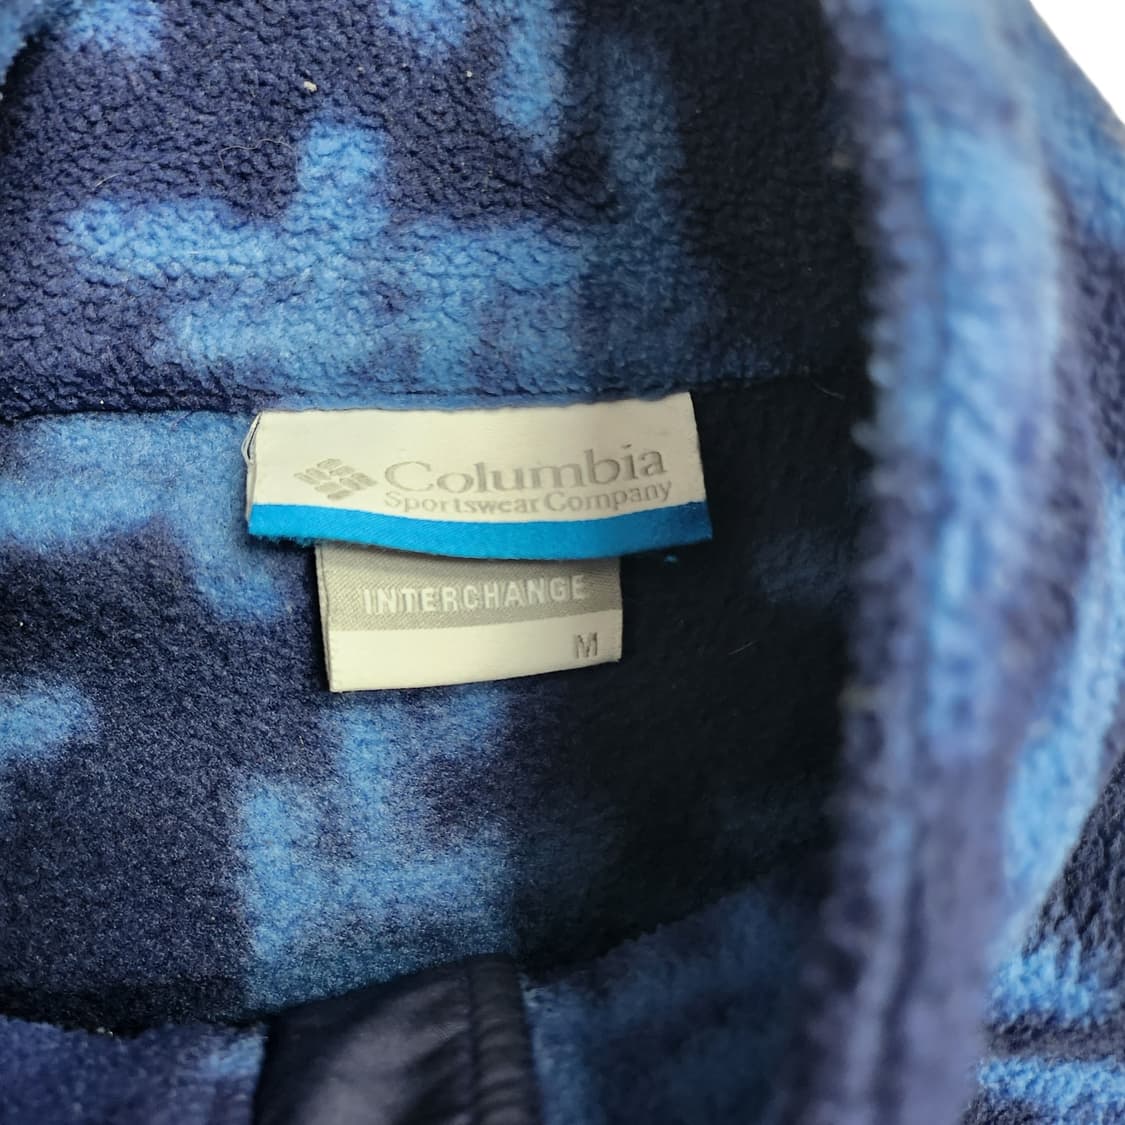 Columbia
Sportswear Company
INTERCHANGE
M